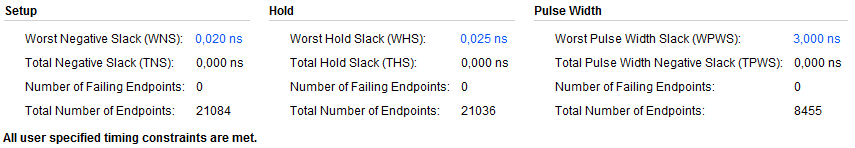 Setup Hold Pulse Width
Worst Negative Slack (WNS): 0,020 ns Worst Hold Slack (WHS): 0,025 ns Worst Pulse Width Slack (WPWS): 3,000 ns
Total Negative Slack (TNS): 0,000 ns Total Hold Slack (THS): 0,000 ns Total Pulse Width Negative Slack (TPWS): 0,000 ns
Number of Failing Endpoints: 0 Number of Failing Endpoints: 0 Number of Failing Endpoints: 0
Total Number of Endpoints: 21084 Total Number of Endpoints: 21036 Total Number of Endpoints: 8455
All user specified timing constraints are met.